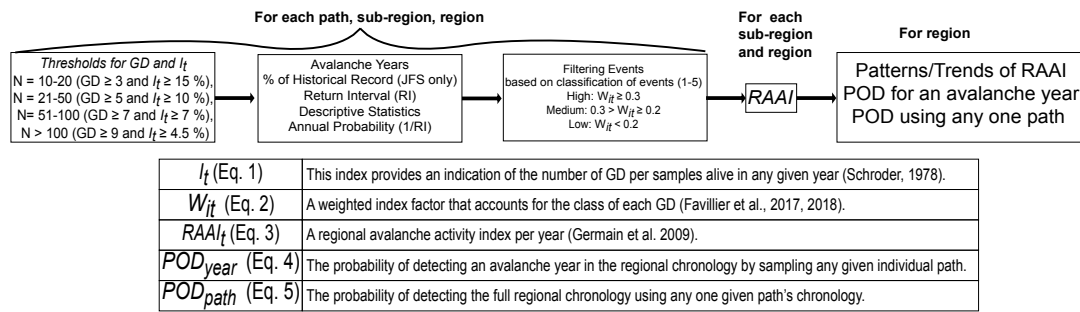 For each path, sub-region, region
For each
sub-region
and region
For region
Thresholds for GD and It
N = 10-20 (GD ≥ 3 and It ≥ 15 %),
N = 21-50 (GD ≥ 5 and It ≥ 10 %),
N= 51-100 (GD ≥ 7 and It ≥ 7 %),
N > 100 (GD ≥ 9 and It ≥ 4.5 %)
Avalanche Years
% of Historical Record (JFS only)
Return Interval (RI)
Descriptive Statistics
Annual Probability (1/RI)
Filtering Events
based on classification of events (1-5)
High: Wit ≥ 0.3
Medium: 0.3 > Wit ≥ 0.2
Low: Wit < 0.2
RAAI
Patterns/Trends of RAAI
POD for an avalanche year
POD using any one path
It (Eq. 1) This index provides an indication of the number of GD per samples alive in any given year (Schroder, 1978).
Wit (Eq. 2) A weighted index factor that accounts for the class of each GD (Favillier et al., 2017, 2018).
RAAIt (Eq. 3) A regional avalanche activity index per year (Germain et al. 2009).
PODyear (Eq. 4) The probability of detecting an avalanche year in the regional chronology by sampling any given individual path.
PODpath (Eq. 5) The probability of detecting the full regional chronology using any one given path's chronology.